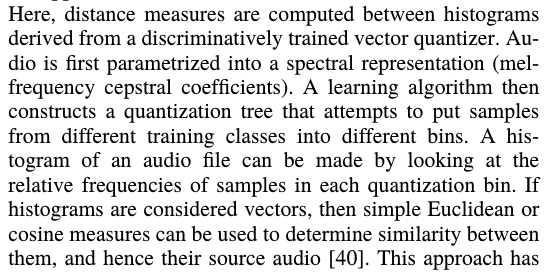 Here, distance measures are computed between histograms
derived from a discriminatively trained vector quantizer. Au-
dio is first parametrized into a spectral representation (mel-
frequency cepstral coefficients). A learning algorithm then
constructs a quantization tree that attempts to put samples
from different training classes into different bins. A his-
togram of an audio file can be made by looking at the
relative frequencies of samples in each quantization bin. If
histograms are considered vectors, then simple Euclidean or
cosine measures can be used to determine similarity between
them, and hence their source audio [40]. This approach has